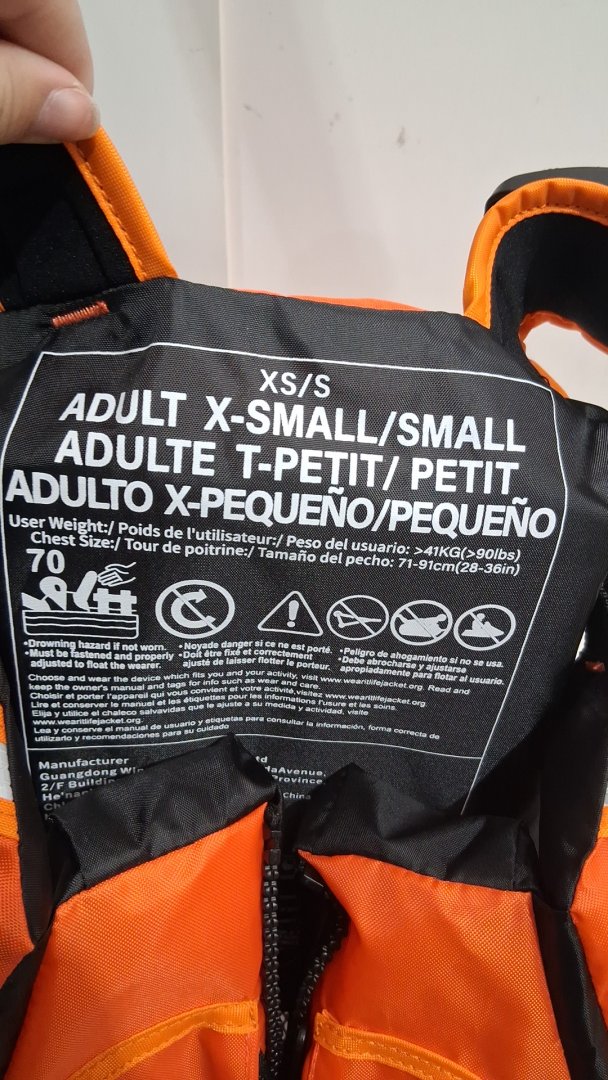 XS/S
ADULT X-SMALL/SMALL
ADULTE T-PETIT/ PETIT
ADULTO X-PEQUEÑO/PEQUEÑO
User Weight:/ Poids de l'utilisateur:/ Peso del usuario: >41KG(>90lbs)
Chest Size:/ Tour de poitrine:/ Tamaño del pecho: 71-91cm(28-36in)
70
•Drowning hazard if not worn.
•Must be fastened and properly
adjusted to float the wearer.
•Noyade danger si ce ne est porté.
•Doit être fixé et correctement
ajusté de laisser flotter le porteur.
•Peligro de ahogamiento si no se usa.
•Debe abrocharse y ajustarse
apropiadamente para flotar al usuario.
Choose and wear the device which fits you and your activity, visit www.wearitlifejacket.org. Read and
keep the owner's manual and tags for info such as wear and care.
Choisir et porter l'appareil qui vous convient et votre activité,visitez www.wearitlifejacket.org.
Lire et conserver le manuel et les étiquettes pour les informations l'usure et les soins.
Elija y utilice el chaleco salvavidas que le ajuste a su medida y actividad, visite
www.wearitlifejacket.org
Lea y conserve el manual de usuario y etiquetas para consultar la información, forma correcta de
utilizarlo y recomendaciones para su cuidado
Manufacturer
Guangdong
Avenue,
2/F
China